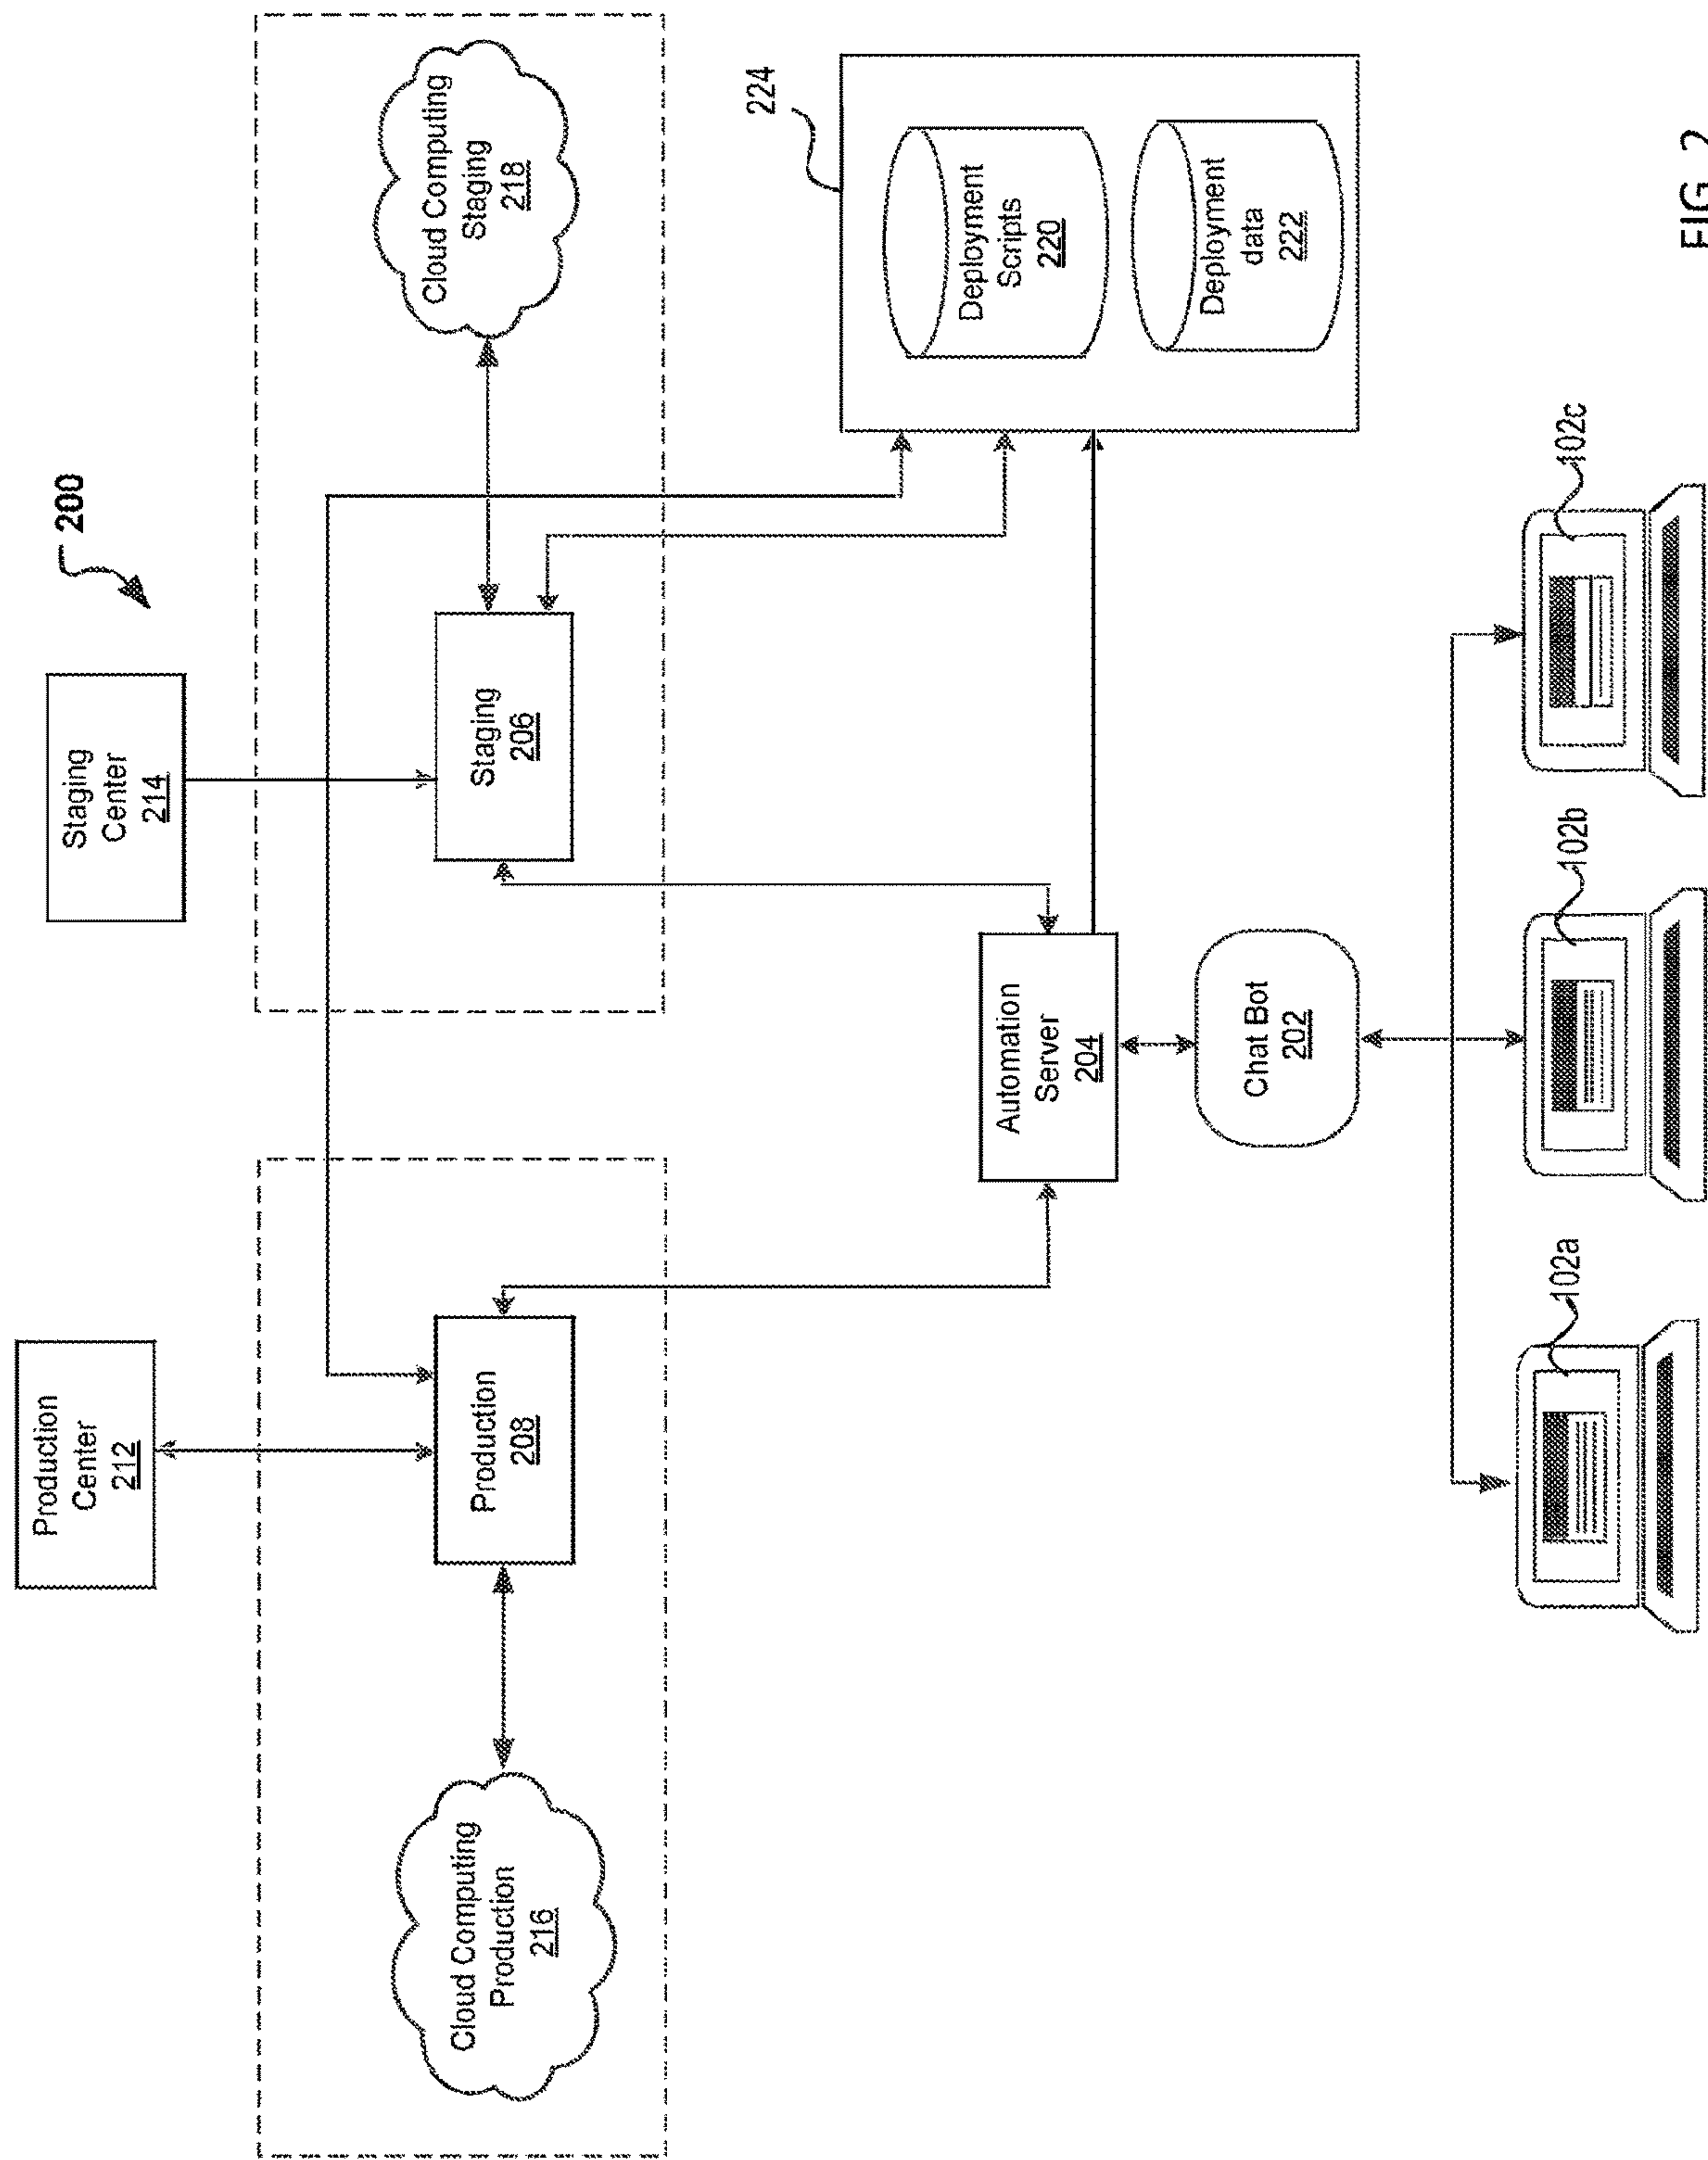 200
Production
Center
212
Staging
Center
214
Cloud Computing
Production
216
Production
208
Staging
206
Cloud Computing
Staging
218
224
Automation
Server
204
Deployment
Scripts
220
Deployment
data
222
Chat Bot
202
102a
102b
102c
FIG. 2